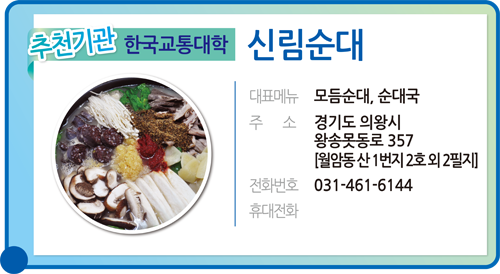 추천기관 한국교통대학 신림순대
대표메뉴 모듬순대, 순대국
주 소 경기도 의왕시
왕송못동로 357
[월암동 산 1번지 2호 외 2필지]
전화번호 031-461-6144
휴대전화